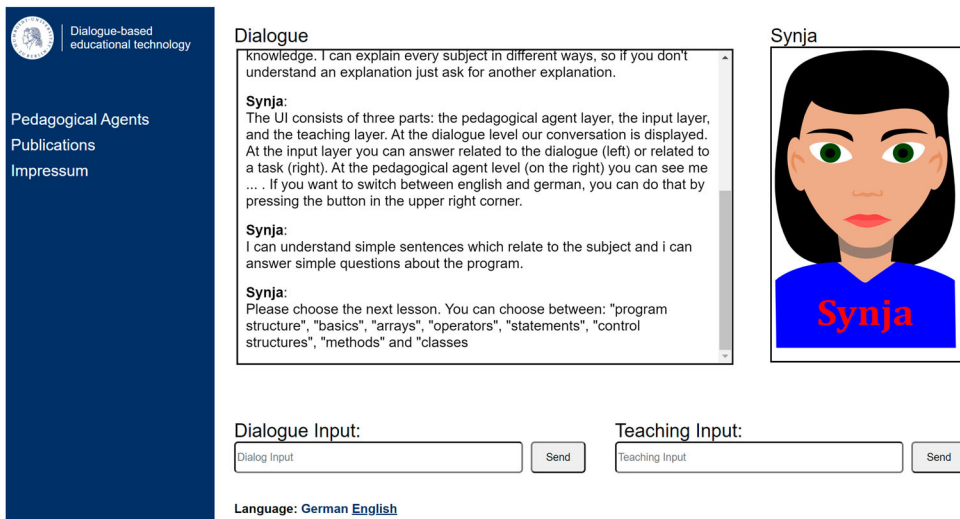 Dialogue-based
educational technology
Pedagogical Agents
Publications
Impressum
Dialogue
knowledge. I can explain every subject in different ways, so if you don't
understand an explanation just ask for another explanation.
Synja:
The UI consists of three parts: the pedagogical agent layer, the input layer,
and the teaching layer. At the dialogue level our conversation is displayed.
At the input layer you can answer related to the dialogue (left) or related to
a task (right). At the pedagogical agent level (on the right) you can see me
... . If you want to switch between english and german, you can do that by
pressing the button in the upper right corner.
Synja:
I can understand simple sentences which relate to the subject and i can
answer simple questions about the program.
Synja:
Please choose the next lesson. You can choose between: "program
structure", "basics", "arrays", "operators", "statements", "control
structures", "methods" and "classes
Synja
Synja
Dialogue Input:
Dialog Input
Send
Teaching Input:
Teaching Input
Send
Language: German English